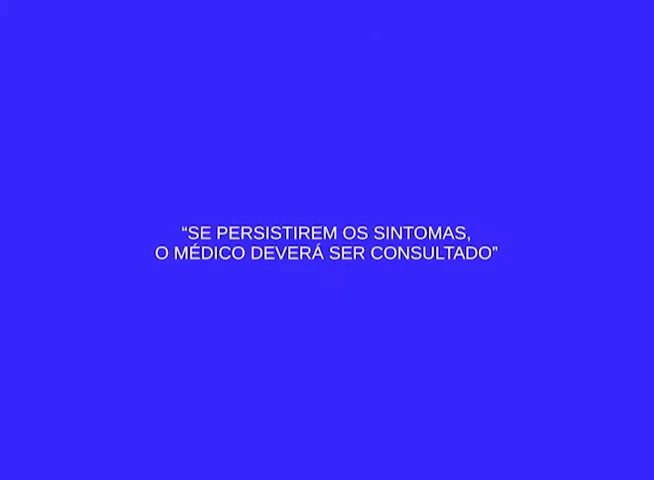 “SE PERSISTIREM OS SINTOMAS,
O MÉDICO DEVERÁ SER CONSULTADO”